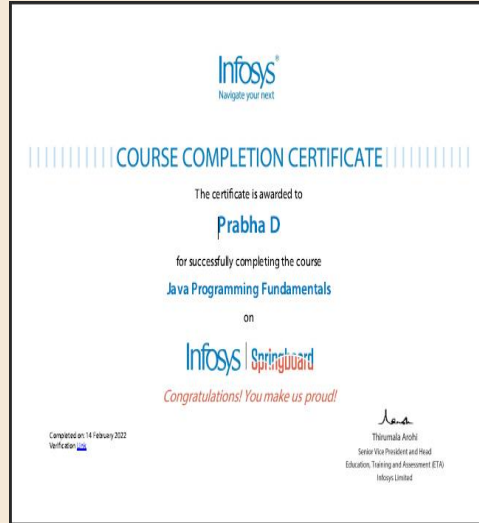 Infosys®
Navigate your next
COURSE COMPLETION CERTIFICATE
The certificate is awarded to
Prabha D
for successfully completing the course
Java Programming Fundamentals
on
Infosys | Springboard
Congratulations! You make us proud!
Completed on: 14 February 2022
Verification Link
Thirumala Arohi
Senior Vice President and Head
Education, Training and Assessment (ETA)
Infosys Limited